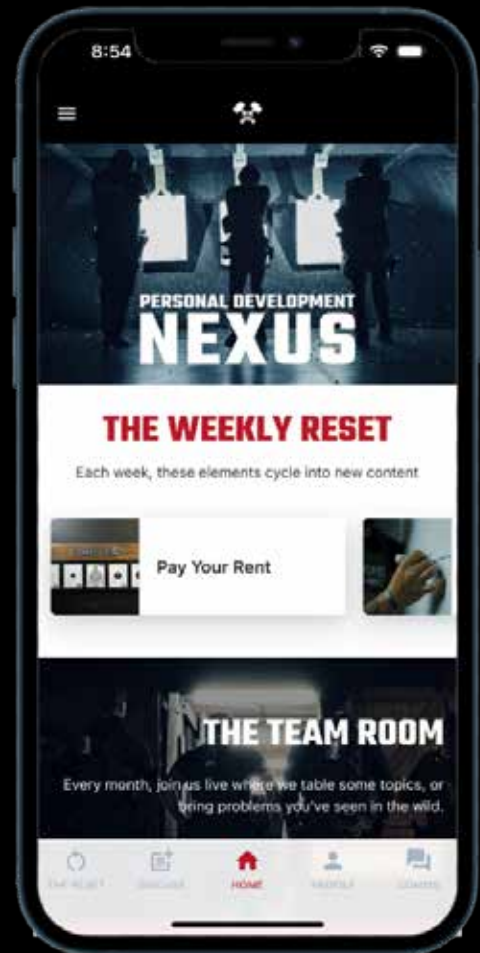 8:54
PERSONAL DEVELOPMENT
NEXUS
THE WEEKLY RESET
Each week, these elements cycle into new content
Pay Your Rent
THE TEAM ROOM
Every month, join us live where we table some topics, or
bring problems you've seen in the wild.
THE RESET
HOME